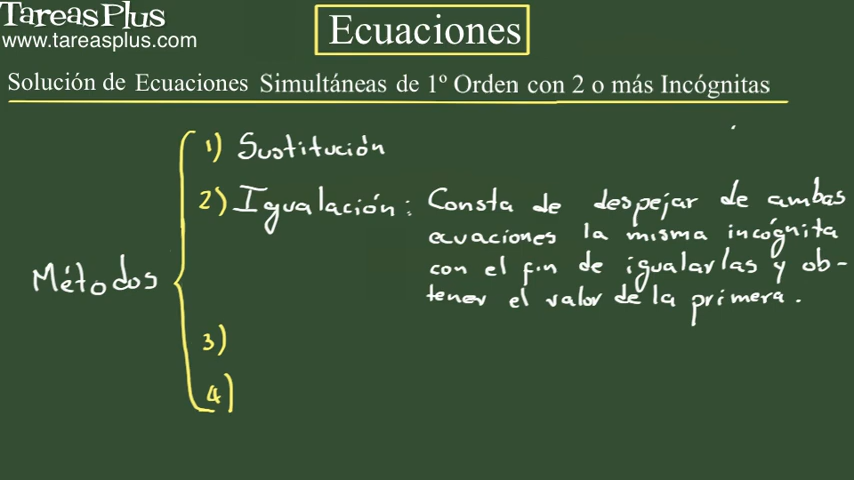 TareasPlus
www.tareasplus.com
Ecuaciones
Solución de Ecuaciones Simultáneas de 1º Orden con 2 o más Incógnitas
Métodos
1) Sustitución
2) Igualación: Consta de despejar de ambas
ecuaciones la misma incógnita
con el fin de igualarlas y ob-
tener el valor de la primera.
3)
4)